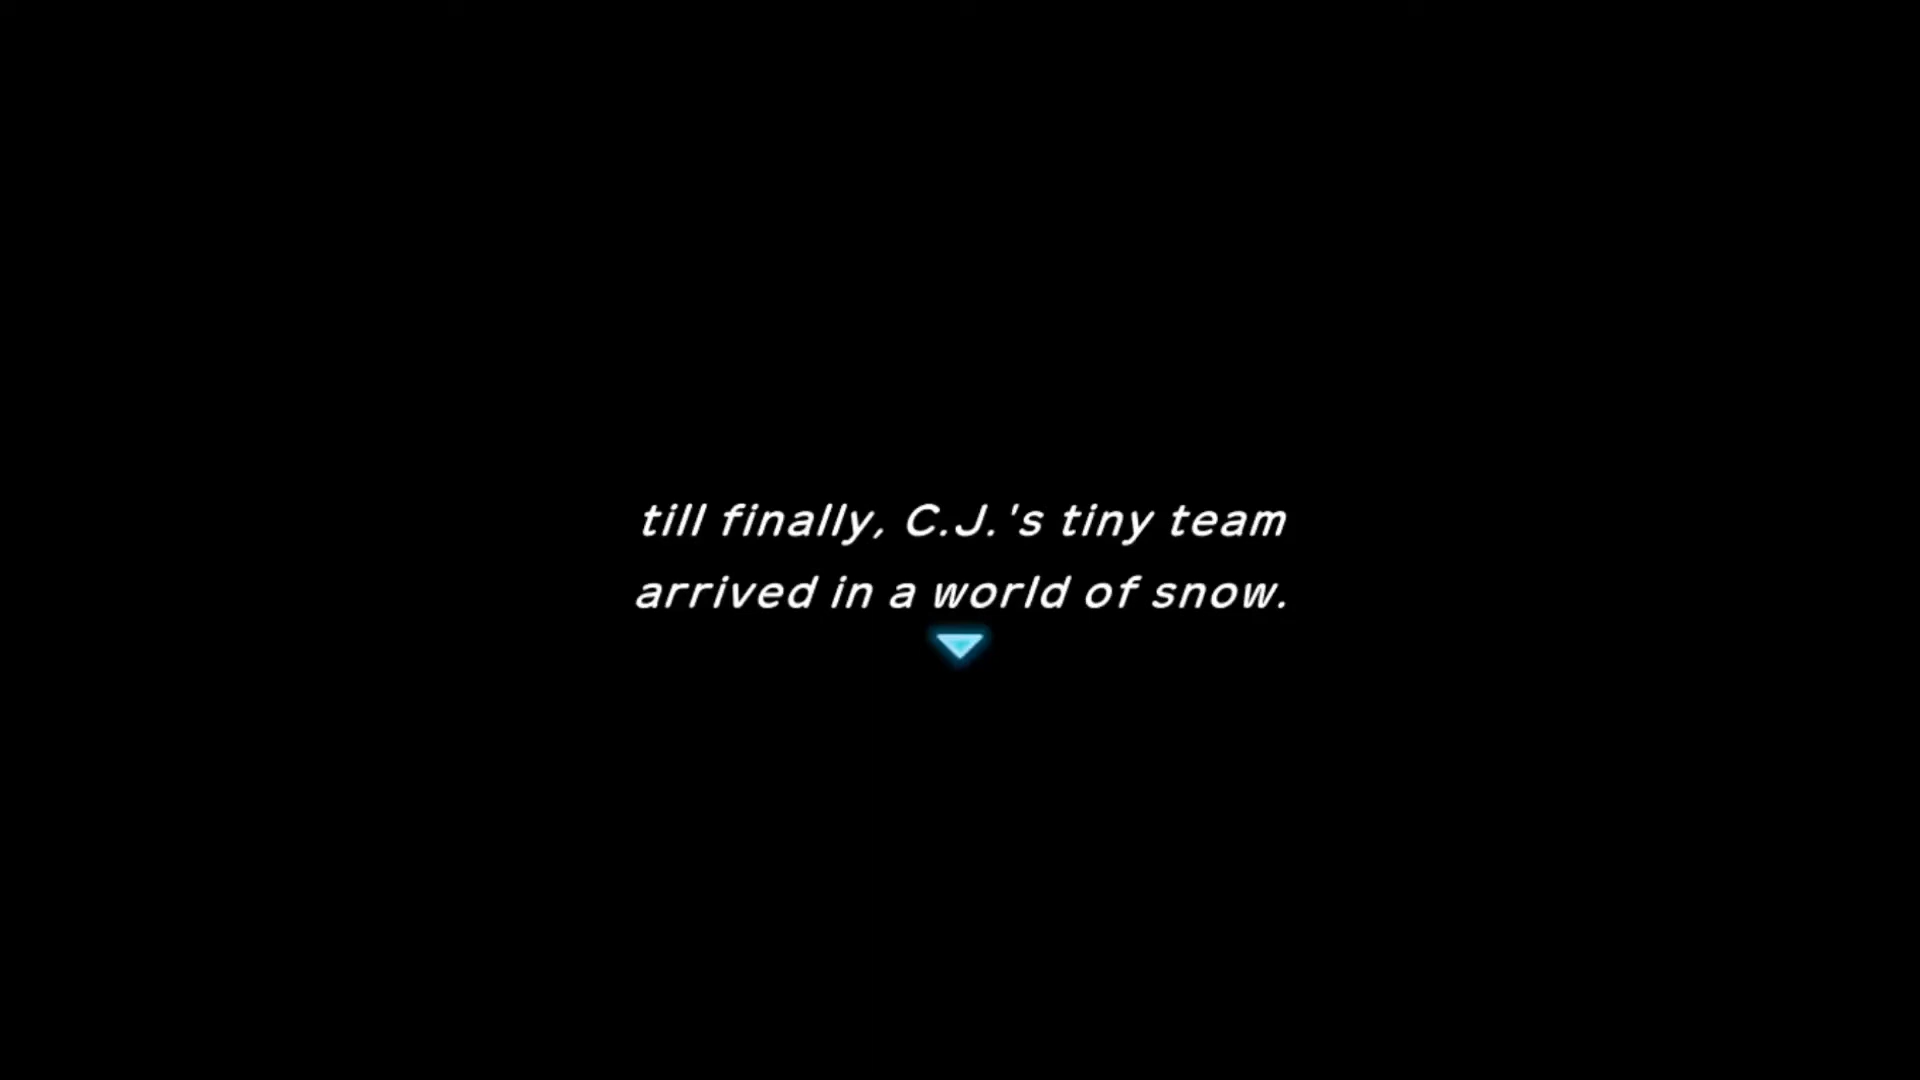 till finally, C.J.'s tiny team
arrived in a world of snow.